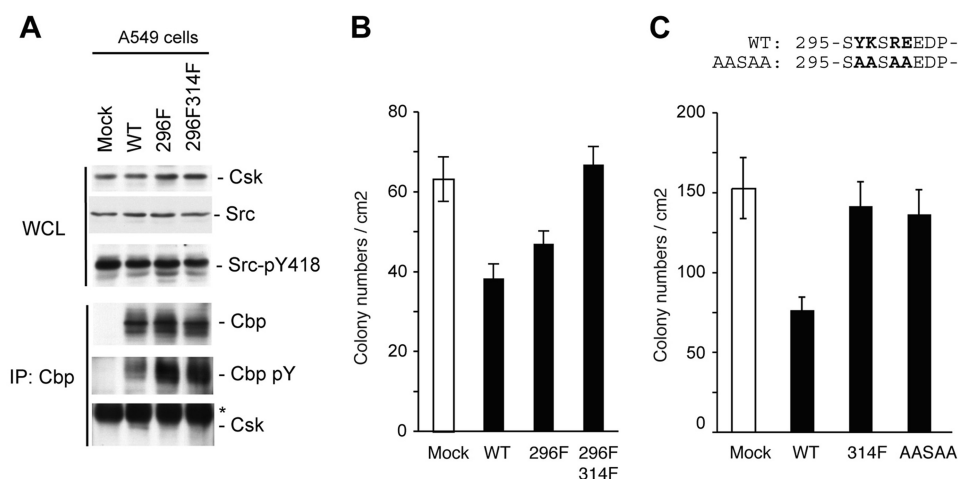 A
A549 cells
Mock
WT
296F
296F314F
WCL
- Csk
- Src
- Src-pY418
IP: Cbp
- Cbp
- Cbp pY
*
- Csk
B
Colony numbers / cm2
80
60
40
20
0
Mock WT 296F 296F
314F
C
WT: 295-SYKSREEDP-
AASAA: 295-SAASAAEDP-
Colony numbers / cm2
200
150
100
50
0
Mock WT 314F AASAA